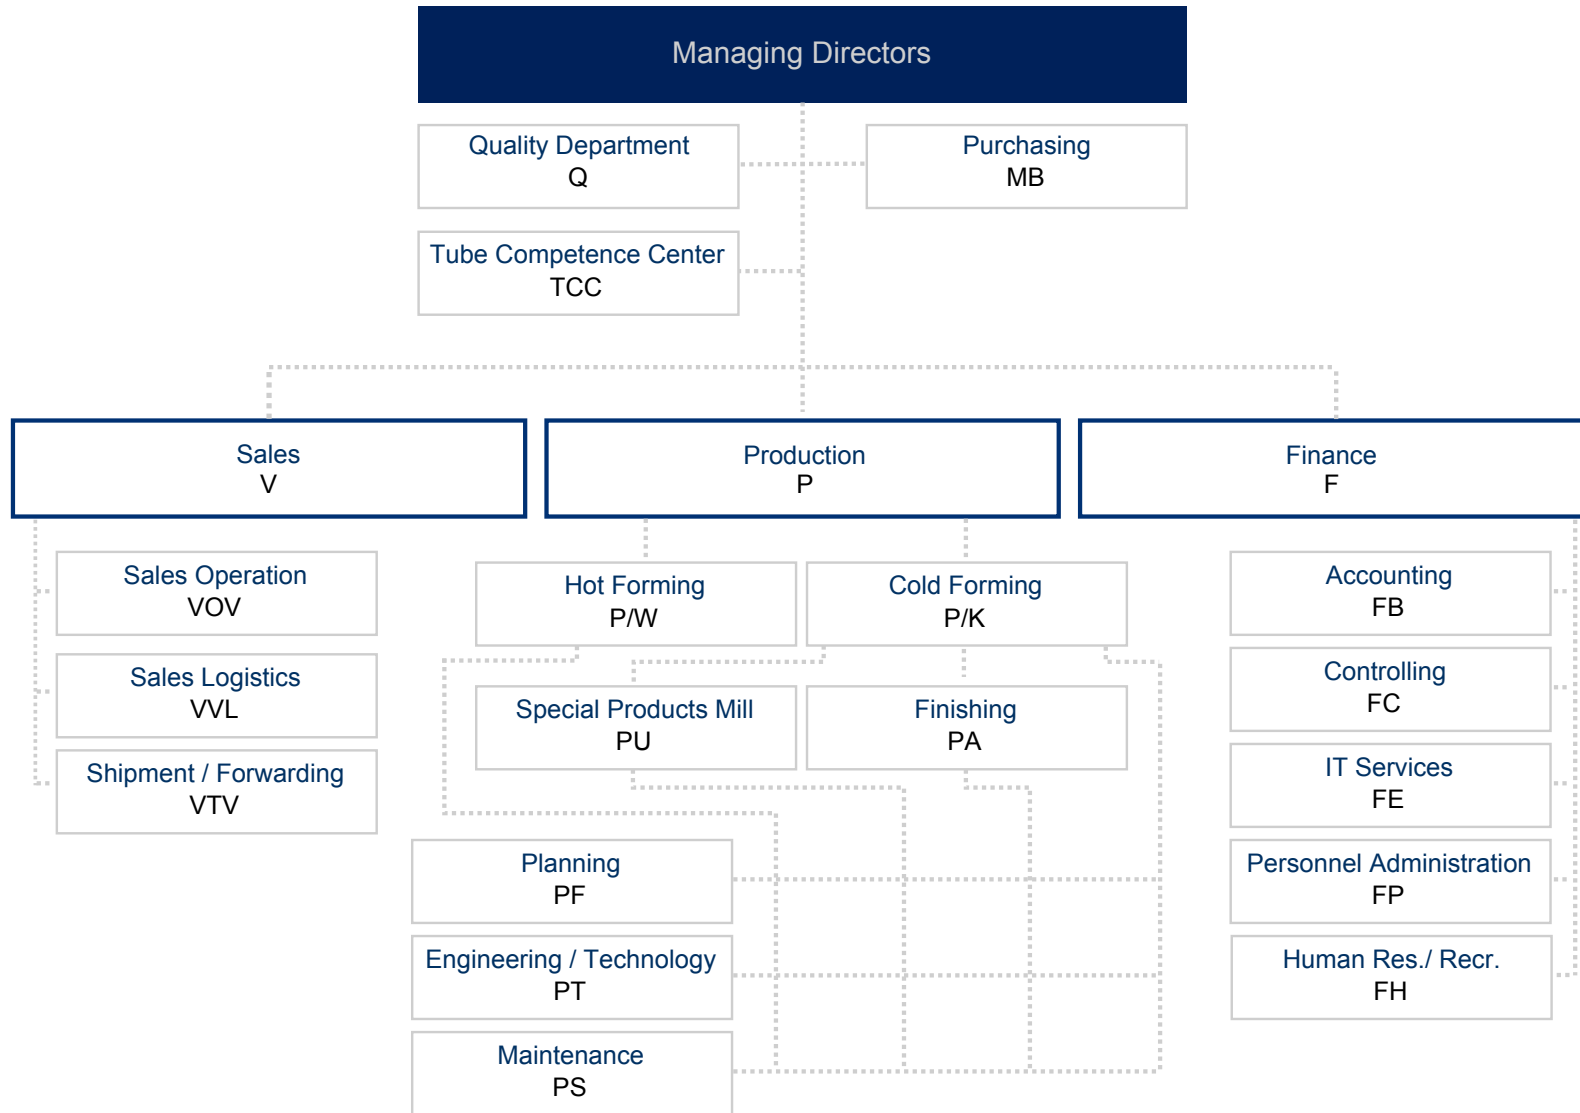 Managing Directors
Quality Department
Q
Purchasing
MB
Tube Competence Center
TCC
Sales
V
Production
P
Finance
F
Sales Operation
VOV
Sales Logistics
VVL
Shipment / Forwarding
VTV
Hot Forming
P/W
Cold Forming
P/K
Special Products Mill
PU
Finishing
PA
Planning
PF
Engineering / Technology
PT
Maintenance
PS
Accounting
FB
Controlling
FC
IT Services
FE
Personnel Administration
FP
Human Res./ Recr.
FH